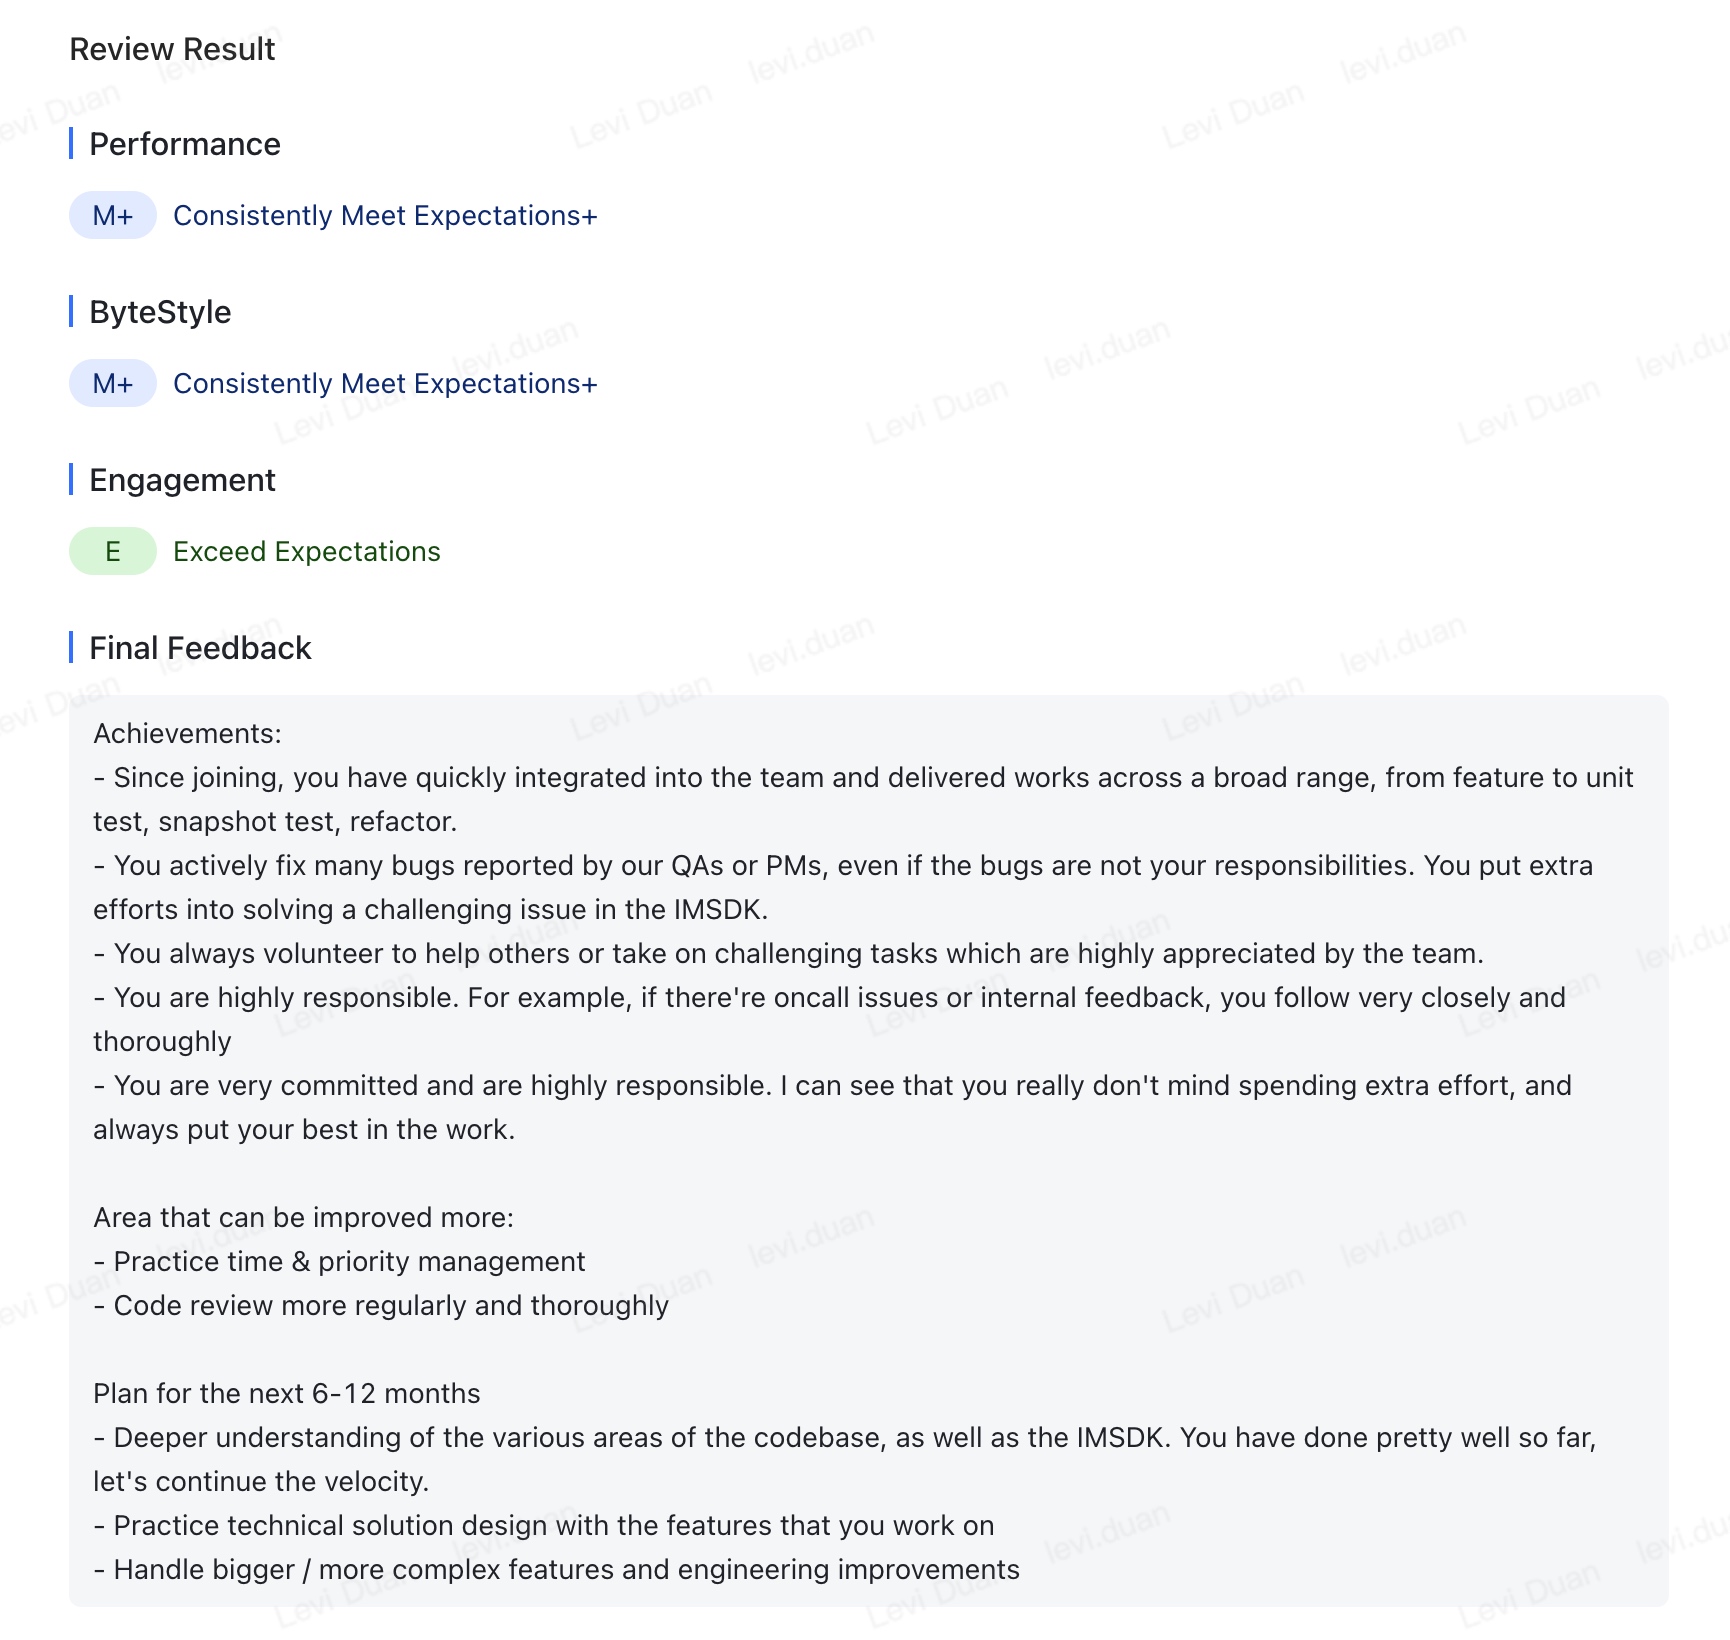 Review Result
Performance
M+ Consistently Meet Expectations+
ByteStyle
M+ Consistently Meet Expectations+
Engagement
E Exceed Expectations
Final Feedback
Achievements:
- Since joining, you have quickly integrated into the team and delivered works across a broad range, from feature to unit
test, snapshot test, refactor.
- You actively fix many bugs reported by our QAs or PMs, even if the bugs are not your responsibilities. You put extra
efforts into solving a challenging issue in the IMSDK.
- You always volunteer to help others or take on challenging tasks which are highly appreciated by the team.
- You are highly responsible. For example, if there're oncall issues or internal feedback, you follow very closely and
thoroughly
- You are very committed and are highly responsible. I can see that you really don't mind spending extra effort, and
always put your best in the work.
Area that can be improved more:
- Practice time & priority management
- Code review more regularly and thoroughly
Plan for the next 6-12 months
- Deeper understanding of the various areas of the codebase, as well as the IMSDK. You have done pretty well so far,
let's continue the velocity.
- Practice technical solution design with the features that you work on
- Handle bigger / more complex features and engineering improvements
Levi Duan levi.duan